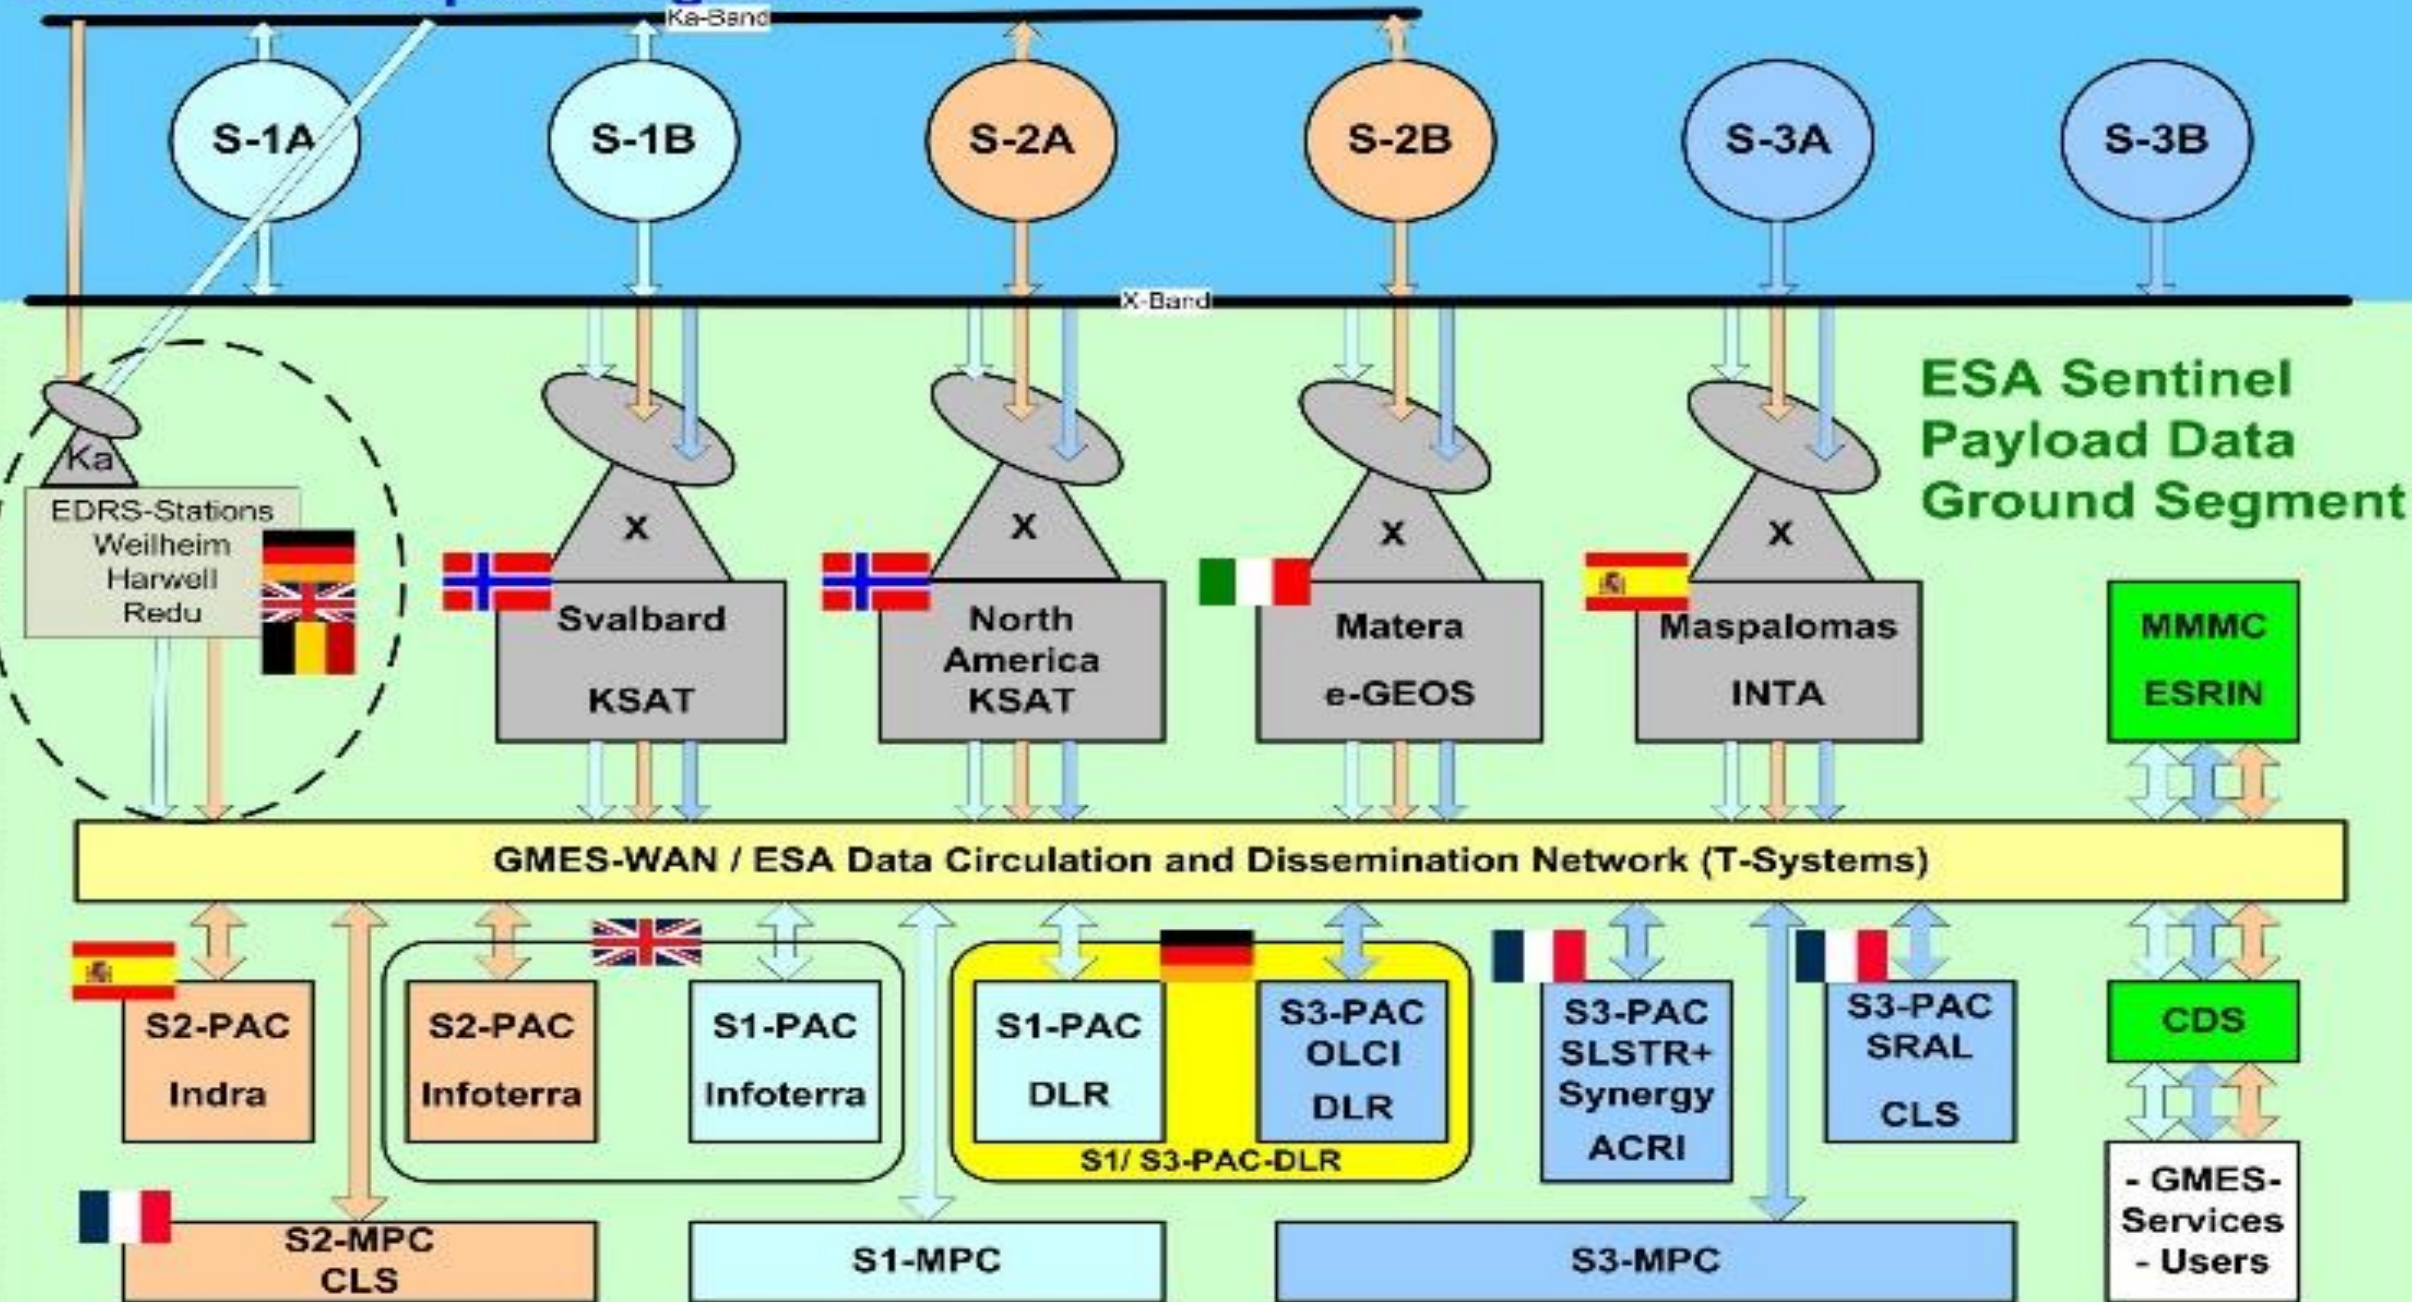 Ka-Band
S-1A
S-1B
S-2A
S-2B
S-3A
S-3B
X-Band
ESA Sentinel
Payload Data
Ground Segment
Ka
EDRS-Stations
Weilheim
Harwell
Redu
X
Svalbard
KSAT
X
North
America
KSAT
X
Matera
e-GEOS
X
Maspalomas
INTA
MMMC
ESRIN
GMES-WAN / ESA Data Circulation and Dissemination Network (T-Systems)
S2-PAC
Indra
S2-PAC
Infoterra
S1-PAC
Infoterra
S1-PAC
DLR
S3-PAC
OLCI
DLR
S1/ S3-PAC-DLR
S3-PAC
SLSTR+
Synergy
ACRI
S3-PAC
SRAL
CLS
CDS
- GMES-
Services
- Users
S2-MPC
CLS
S1-MPC
S3-MPC